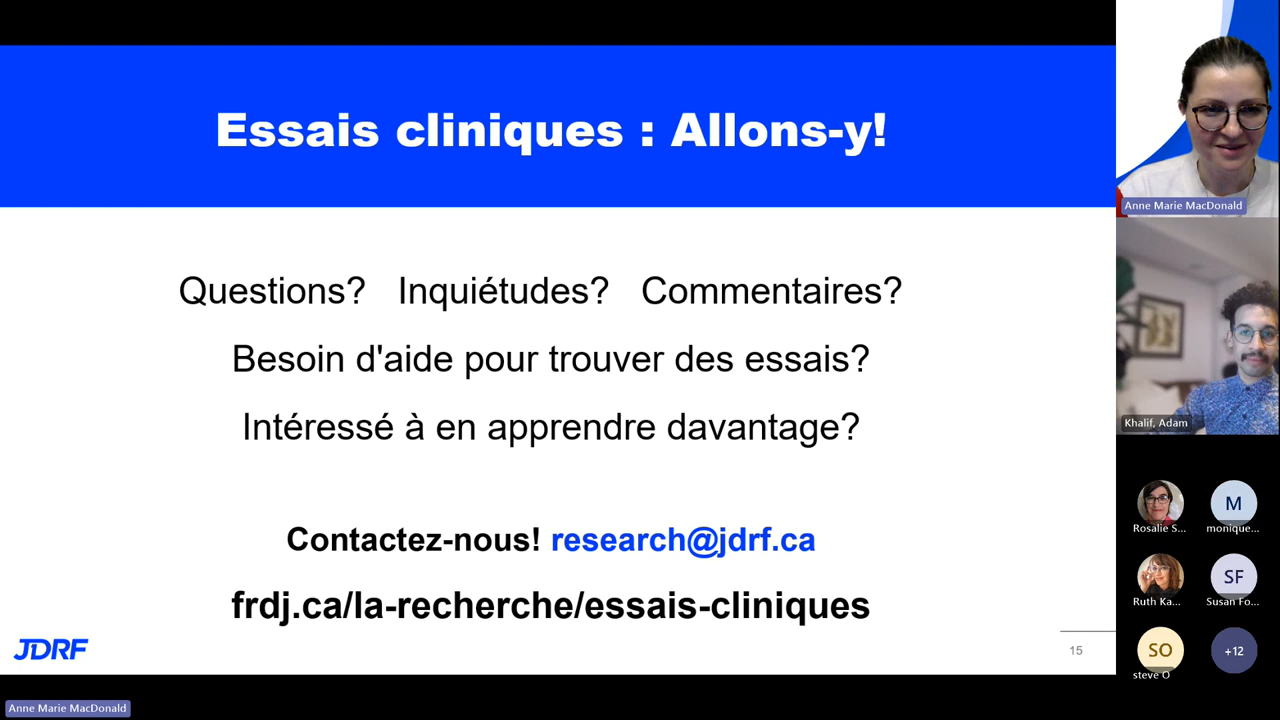 Essais cliniques : Allons-y!
Questions? Inquiétudes? Commentaires?
Besoin d'aide pour trouver des essais?
Intéressé à en apprendre davantage?
Contactez-nous! research@jdrf.ca
frdj.ca/la-recherche/essais-cliniques
JDRF
15
Anne Marie MacDonald
Anne Marie MacDonald
Khalif, Adam
M
Rosalie S... monique...
SF
Ruth Ka... Susan Fo...
SO +12
steve O